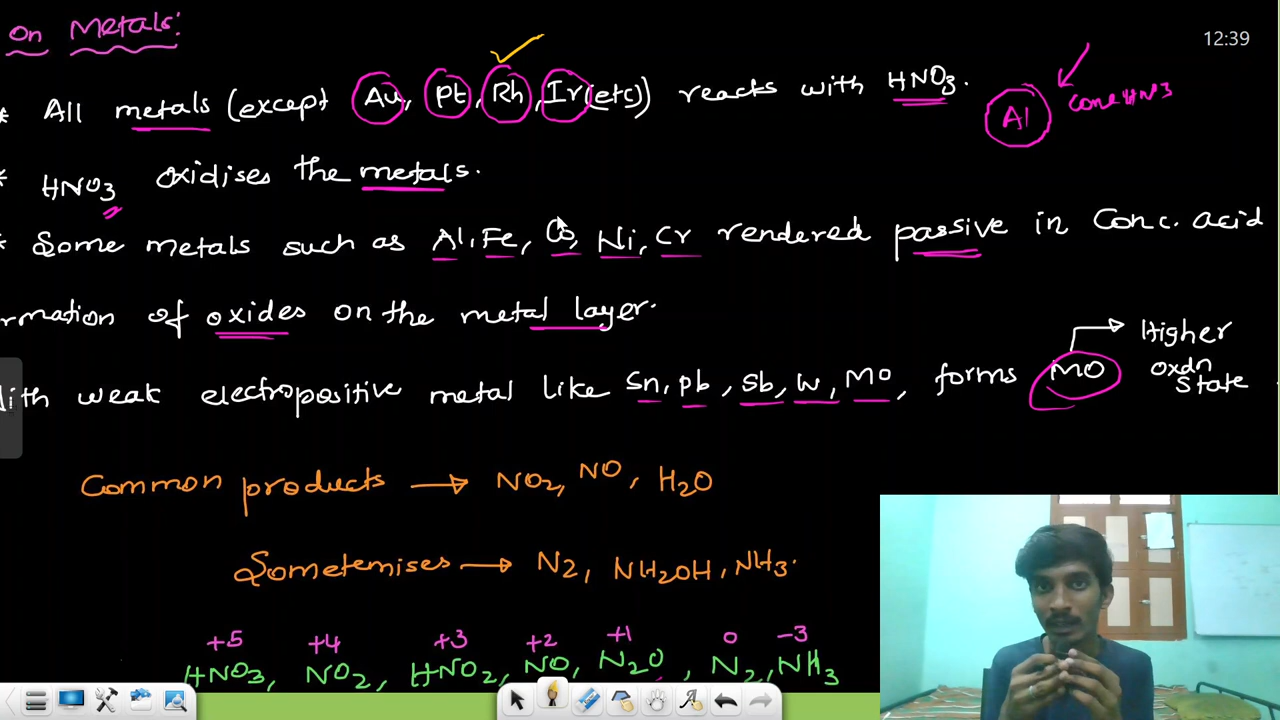 On Metals:
12:39
* All metals (except Au, Pt, Rh, Ir(etc)) reacts with HNO3.
Al conc HNO3
* HNO3 oxidises the metals.
* Some metals such as Al, Fe, Co, Ni, Cr rendered passive in Conc. acid
rmation of oxides on the metal layer.
Higher
oxdn
state
ith weak electropositive metal like Sn, Pb, Sb, W, Mo, forms MO
Common products → NO2, NO, H2O
Sometemises → N2, NH2OH, NH3.
+5 +4 +3 +2 +1 0 -3
HNO3, NO2, HNO2, NO, N2O, N2, NH3